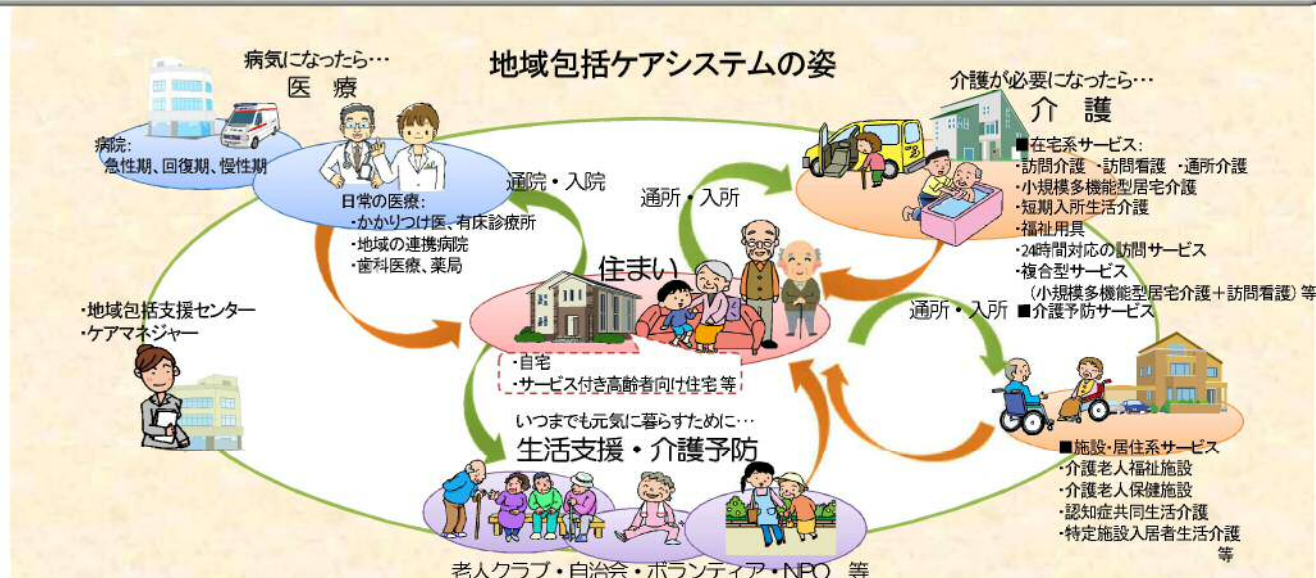 地域包括ケアシステムの姿
病気になったら…
医 療
病院:
急性期、回復期、慢性期
日常の医療:
・かかりつけ医、有床診療所
・地域の連携病院
・歯科医療、薬局
通院・入院
通所・入所
介護が必要になったら…
介 護
■在宅系サービス:
・訪問介護 ・訪問看護 ・通所介護
・小規模多機能型居宅介護
・短期入所生活介護
・福祉用具
・24時間対応の訪問サービス
・複合型サービス
(小規模多機能型居宅介護+訪問看護) 等
■介護予防サービス
通所・入所
住まい
・自宅
・サービス付き高齢者向け住宅 等
・地域包括支援センター
・ケアマネジャー
■施設・居住系サービス
・介護老人福祉施設
・介護老人保健施設
・認知症共同生活介護
・特定施設入居者生活介護
等
いつまでも元気に暮らすために…
生活支援・介護予防
老人クラブ・自治会・ボランティア・NPO 等